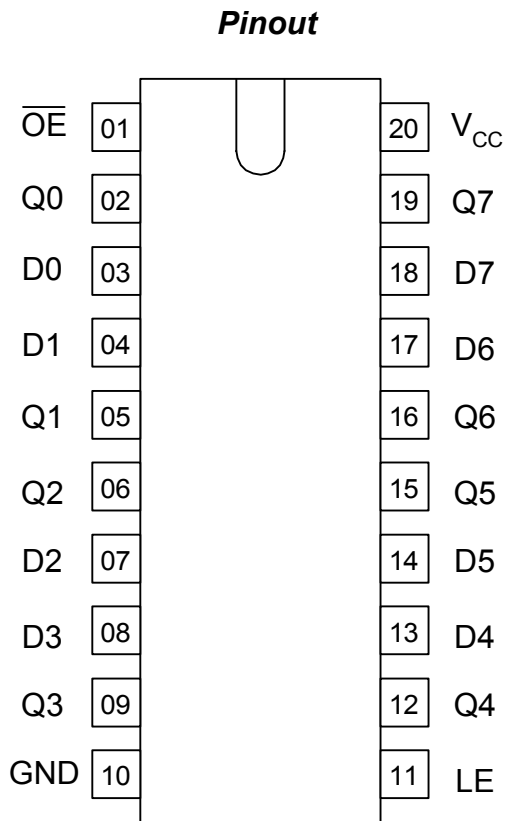 Pinout
O̅E̅ 01 20 VCC
Q0 02 19 Q7
D0 03 18 D7
D1 04 17 D6
Q1 05 16 Q6
Q2 06 15 Q5
D2 07 14 D5
D3 08 13 D4
Q3 09 12 Q4
GND 10 11 LE